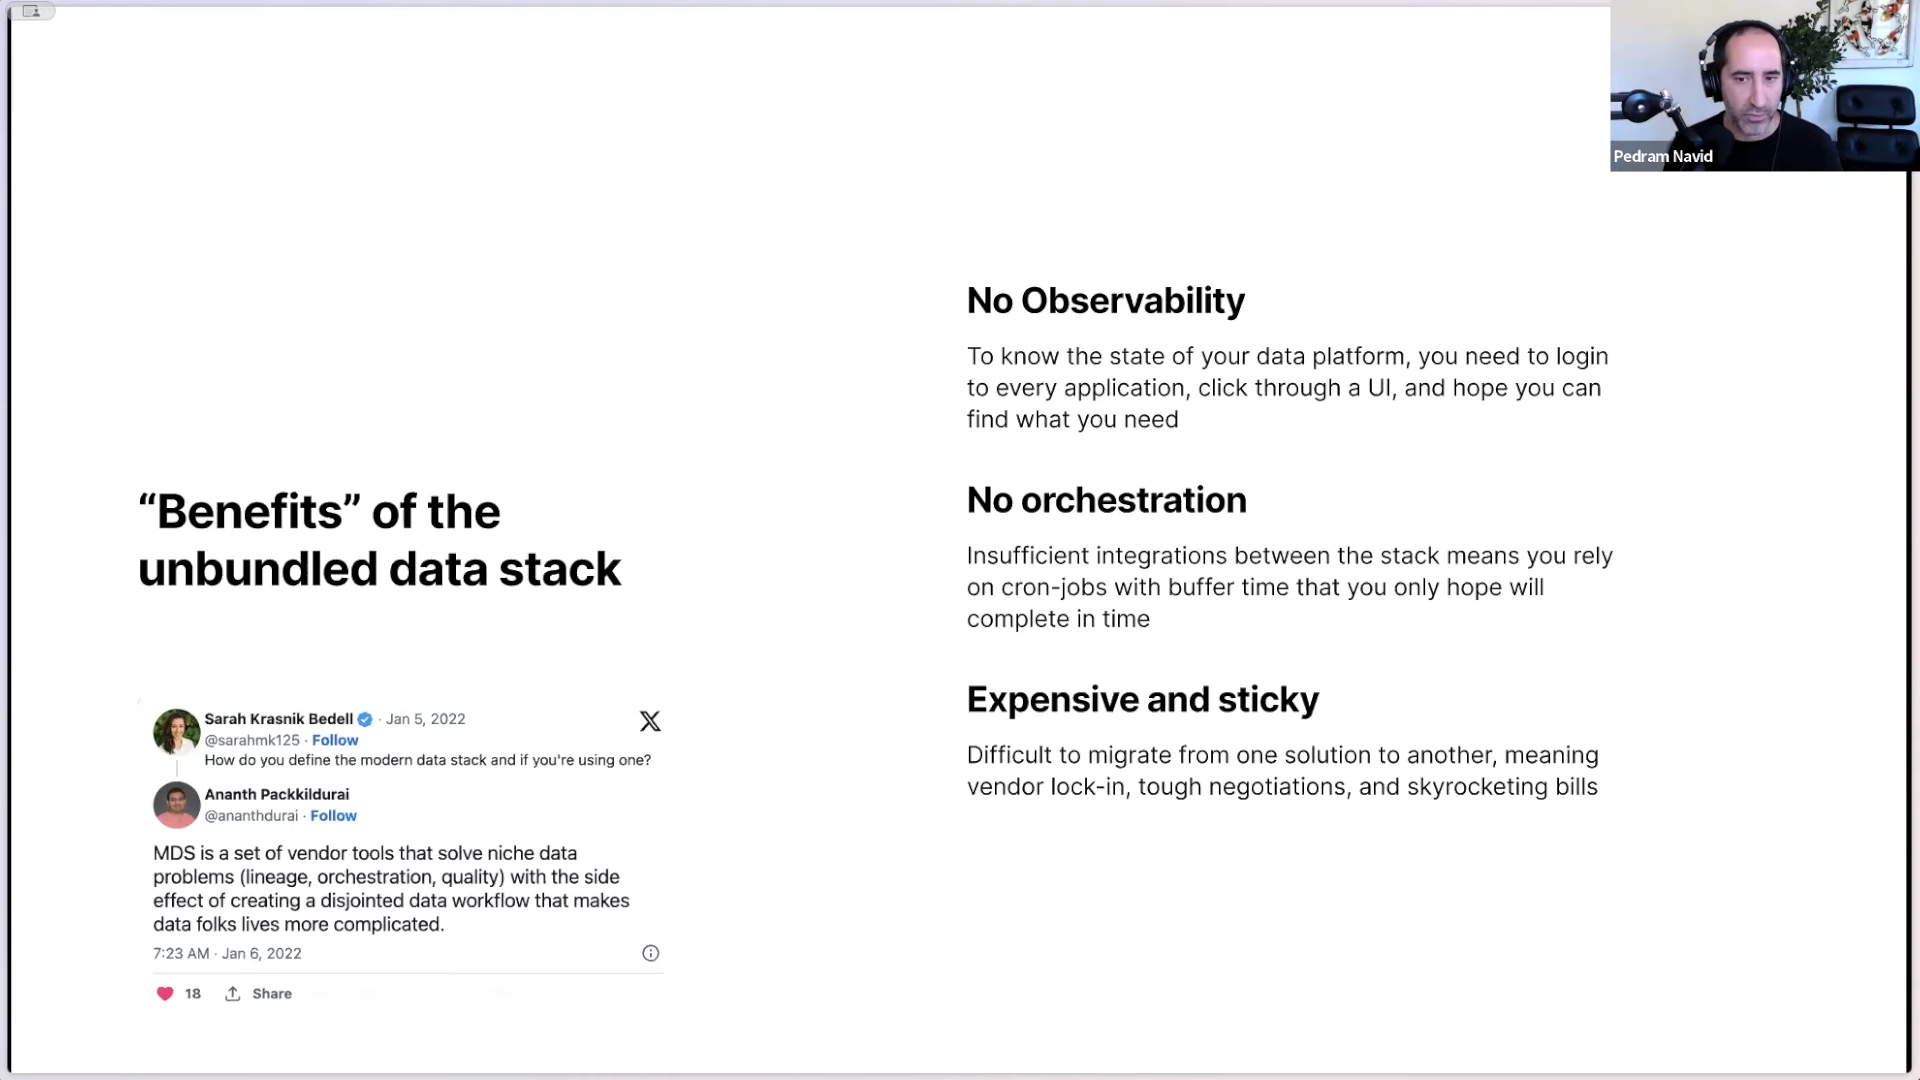 Pedram Navid
“Benefits” of the
unbundled data stack
Sarah Krasnik Bedell · Jan 5, 2022
@sarahmk125 · Follow
How do you define the modern data stack and if you're using one?
Ananth Packkildurai
@ananthdurai · Follow
MDS is a set of vendor tools that solve niche data
problems (lineage, orchestration, quality) with the side
effect of creating a disjointed data workflow that makes
data folks lives more complicated.
7:23 AM · Jan 6, 2022
18 Share
No Observability
To know the state of your data platform, you need to login
to every application, click through a UI, and hope you can
find what you need
No orchestration
Insufficient integrations between the stack means you rely
on cron-jobs with buffer time that you only hope will
complete in time
Expensive and sticky
Difficult to migrate from one solution to another, meaning
vendor lock-in, tough negotiations, and skyrocketing bills